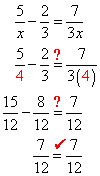 5/x − 2/3 = 7/3x
5/4 − 2/3 ≟ 7/3(4)
15/12 − 8/12 ≟ 7/12
7/12 =✔ 7/12